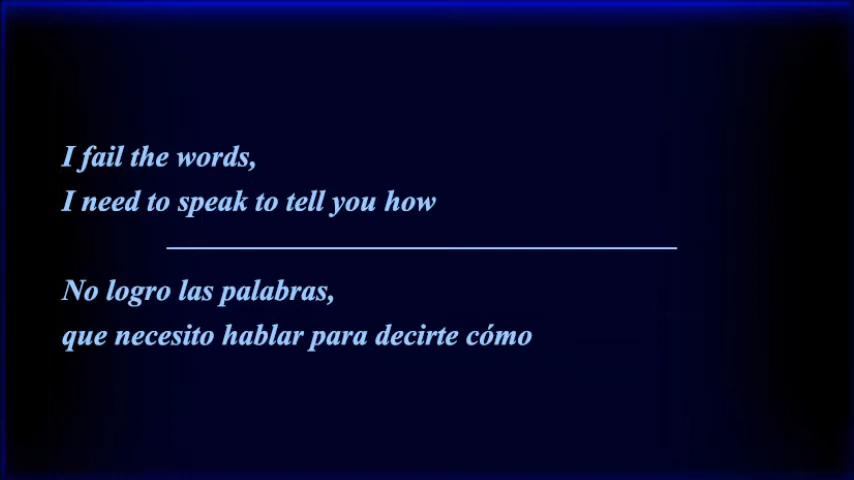 I fail the words,
I need to speak to tell you how
No logro las palabras,
que necesito hablar para decirte cómo